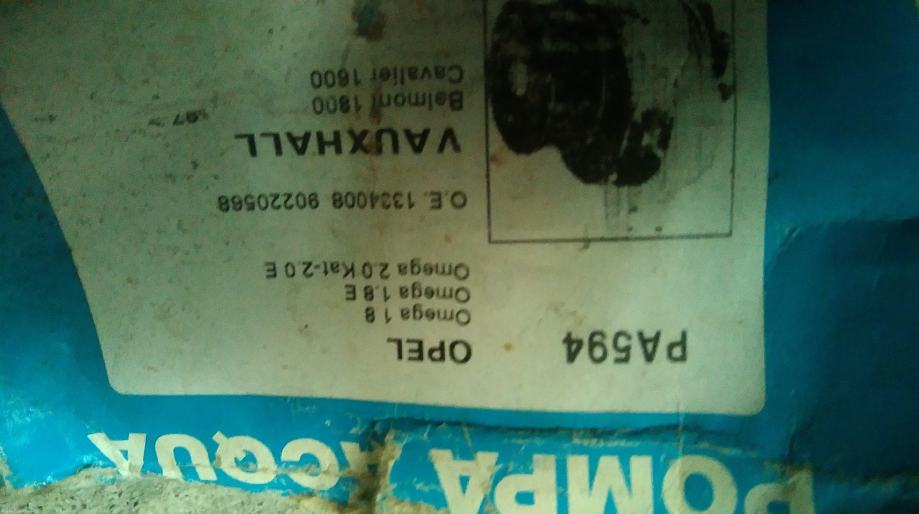 POMPA ACQUA
PA594
OPEL
Omega 1.8
Omega 1.8 E
Omega 2.0 Kat-2.0 E
O.E. 1334008 90220568
VAUXHALL
Belmont 1800
Cavalier 1600